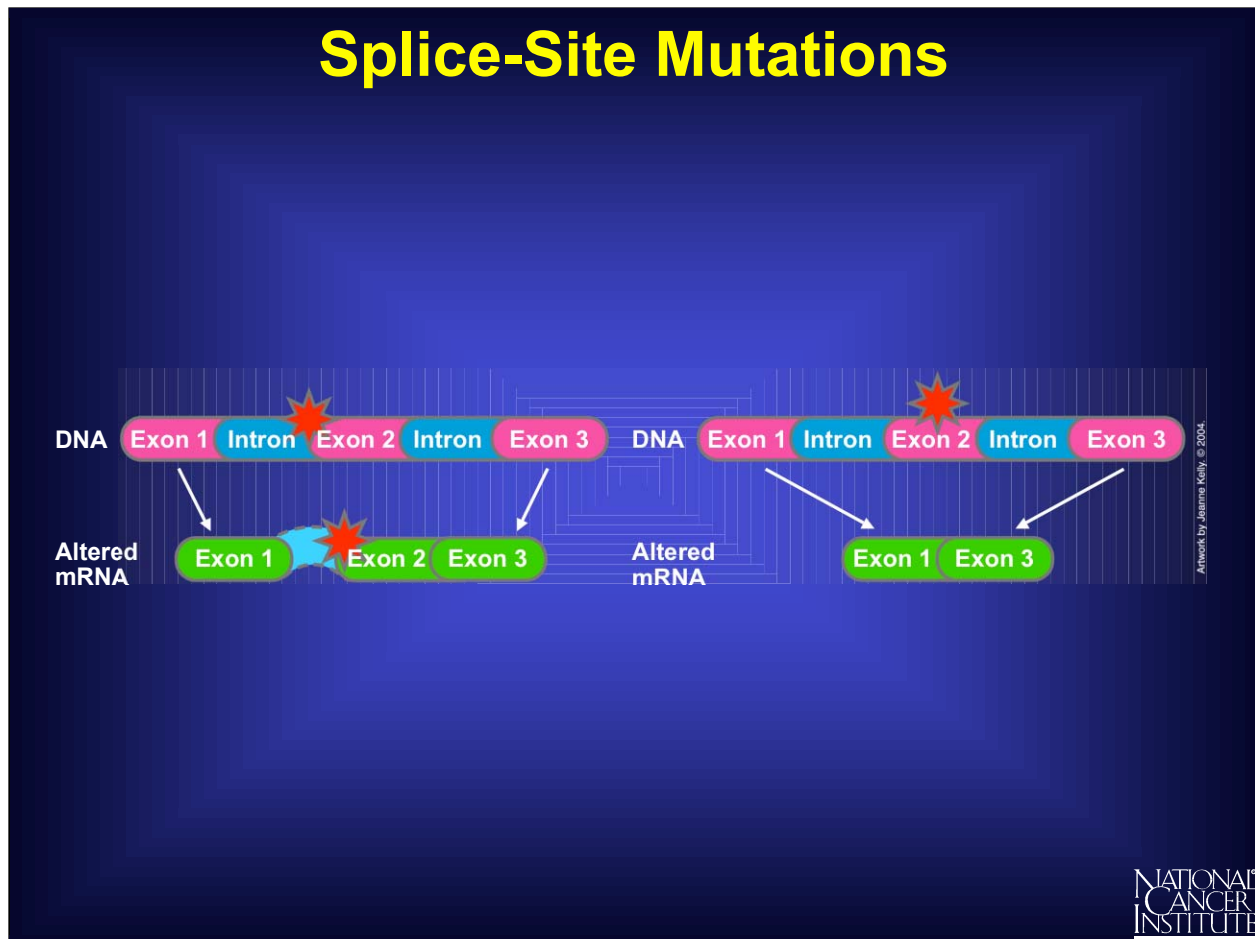 Splice-Site Mutations
DNA Exon 1 Intron Exon 2 Intron Exon 3
Altered
mRNA
Exon 1 Exon 2 Exon 3
DNA Exon 1 Intron Exon 2 Intron Exon 3
Altered
mRNA
Exon 1 Exon 3
Artwork by Jeanne Kelly. © 2004.
NATIONAL
CANCER
INSTITUTE